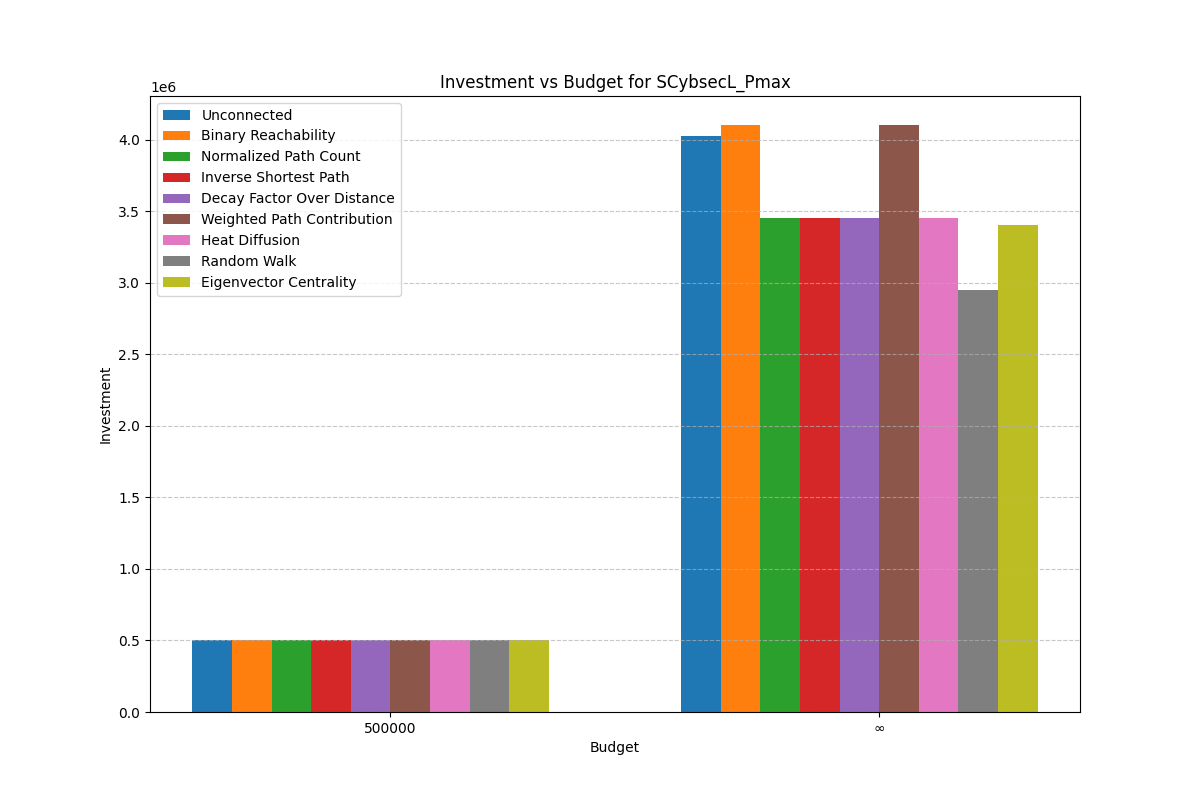 Investment vs Budget for SCybsecL_Pmax
1e6
Unconnected
Binary Reachability
Normalized Path Count
Inverse Shortest Path
Decay Factor Over Distance
Weighted Path Contribution
Heat Diffusion
Random Walk
Eigenvector Centrality
4.0
3.5
3.0
2.5
2.0
1.5
1.0
0.5
0.0
Investment
500000
∞
Budget